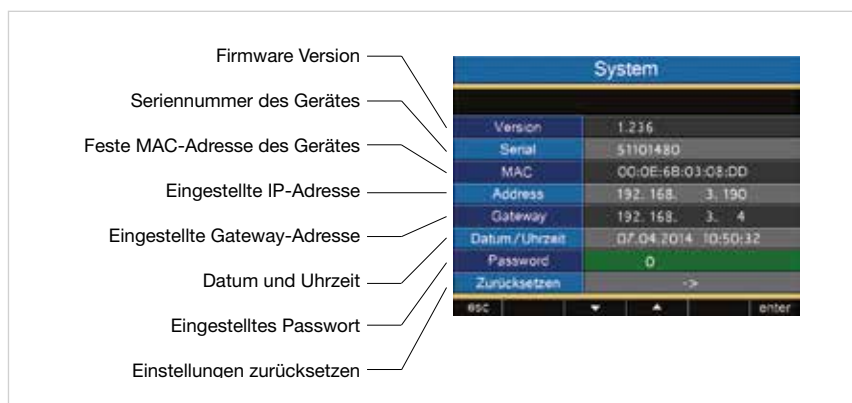 Firmware Version
Seriennummer des Gerätes
Feste MAC-Adresse des Gerätes
Eingestellte IP-Adresse
Eingestellte Gateway-Adresse
Datum und Uhrzeit
Eingestelltes Passwort
Einstellungen zurücksetzen
System
Version 1.236
Serial 51101480
MAC 00:0E:6B:03:08:DD
Address 192. 168. 3. 190
Gateway 192. 168. 3. 4
Datum/Uhrzeit 07.04.2014 10:50:32
Password 0
Zurücksetzen ->
esc enter